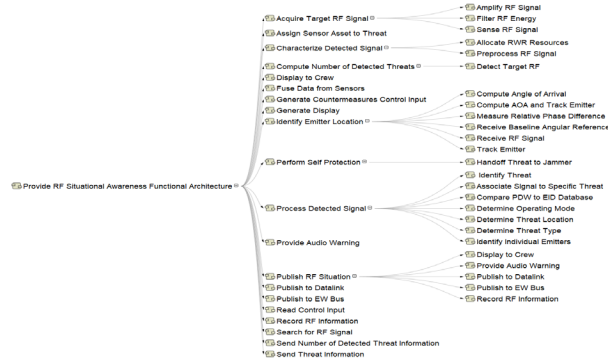 Provide RF Situational Awareness Functional Architecture
Acquire Target RF Signal
Amplify RF Signal
Filter RF Energy
Sense RF Signal
Assign Sensor Asset to Threat
Characterize Detected Signal
Allocate RWR Resources
Preprocess RF Signal
Compute Number of Detected Threats
Detect Target RF
Display to Crew
Fuse Data from Sensors
Generate Countermeasures Control Input
Generate Display
Identify Emitter Location
Compute Angle of Arrival
Compute AOA and Track Emitter
Measure Relative Phase Difference
Receive Baseline Angular Reference
Receive RF Signal
Track Emitter
Perform Self Protection
Handoff Threat to Jammer
Process Detected Signal
Identify Threat
Associate Signal to Specific Threat
Compare PDW to EID Database
Determine Operating Mode
Determine Threat Location
Determine Threat Type
Identify Individual Emitters
Provide Audio Warning
Publish RF Situation
Display to Crew
Provide Audio Warning
Publish to Datalink
Publish to EW Bus
Record RF Information
Publish to Datalink
Publish to EW Bus
Read Control Input
Record RF Information
Search for RF Signal
Send Number of Detected Threat Information
Send Threat Information